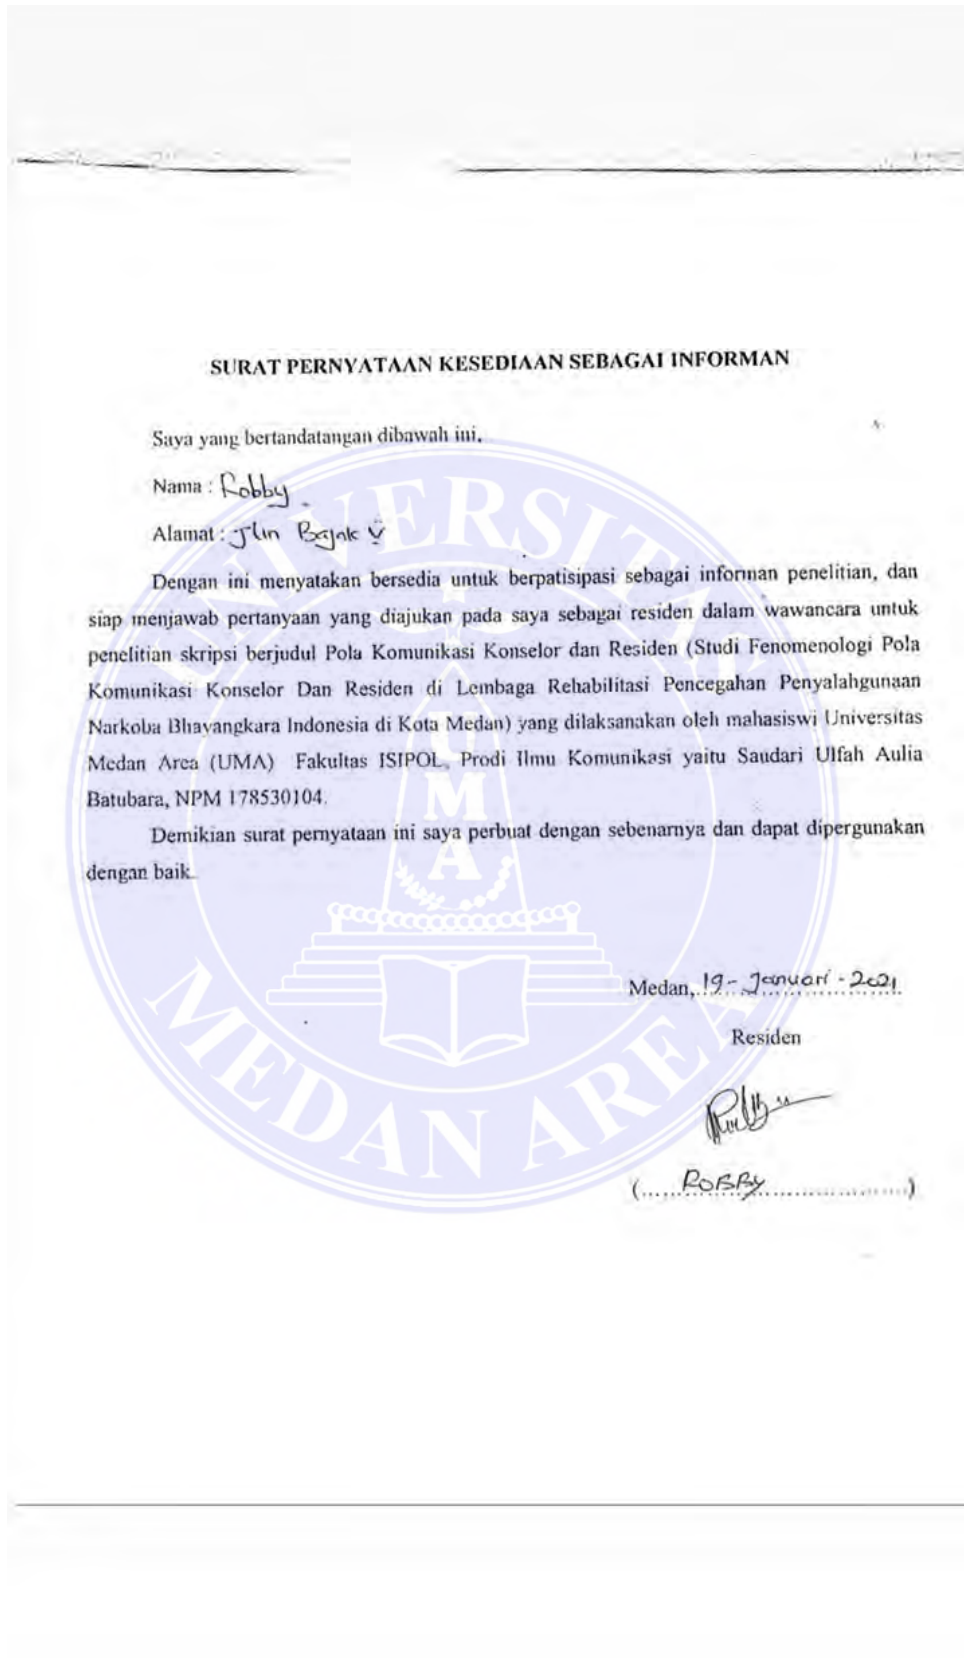 SURAT PERNYATAAN KESEDIAAN SEBAGAI INFORMAN
Saya yang bertandatangan dibawah ini,
Nama : Robby
Alamat : Jln Bajak V
Dengan ini menyatakan bersedia untuk berpatisipasi sebagai informan penelitian, dan
siap menjawab pertanyaan yang diajukan pada saya sebagai residen dalam wawancara untuk
penelitian skripsi berjudul Pola Komunikasi Konselor dan Residen (Studi Fenomenologi Pola
Komunikasi Konselor Dan Residen di Lembaga Rehabilitasi Pencegahan Penyalahgunaan
Narkoba Bhayangkara Indonesia di Kota Medan) yang dilaksanakan oleh mahasiswi Universitas
Medan Area (UMA) Fakultas ISIPOL, Prodi Ilmu Komunikasi yaitu Saudari Ulfah Aulia
Batubara, NPM 178530104.
Demikian surat pernyataan ini saya perbuat dengan sebenarnya dan dapat dipergunakan
dengan baik.
Medan, 19 - Januari - 2021
Residen
(.....ROBBY.....)
UNIVERSITAS
UMA
MEDAN AREA